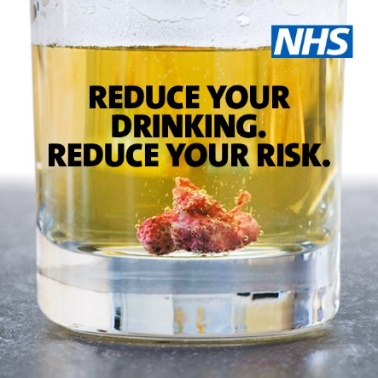 NHS
REDUCE YOUR
DRINKING.
REDUCE YOUR RISK.